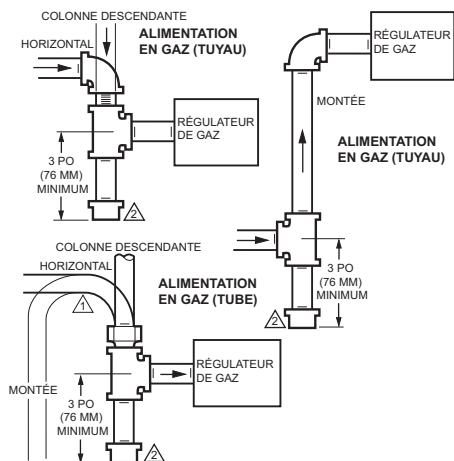 COLONNE DESCENDANTE
HORIZONTAL
ALIMENTATION
EN GAZ (TUYAU)
RÉGULATEUR
DE GAZ
3 PO
(76 MM)
MINIMUM
2
RÉGULATEUR
DE GAZ
MONTÉE
ALIMENTATION
EN GAZ (TUYAU)
3 PO
(76 MM)
MINIMUM
2
COLONNE DESCENDANTE
HORIZONTAL
ALIMENTATION
EN GAZ (TUBE)
1
RÉGULATEUR
DE GAZ
MONTÉE
3 PO
(76 MM)
MINIMUM
2